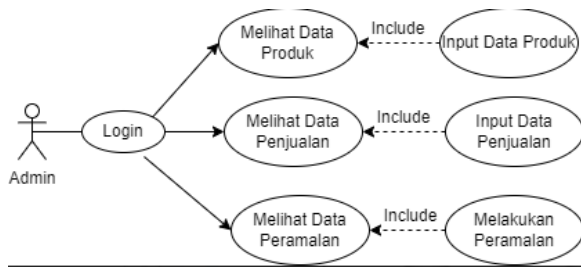 Melihat Data
Produk
Include
Input Data Produk
Admin
Login
Melihat Data
Penjualan
Include
Input Data
Penjualan
Melihat Data
Peramalan
Include
Melakukan
Peramalan